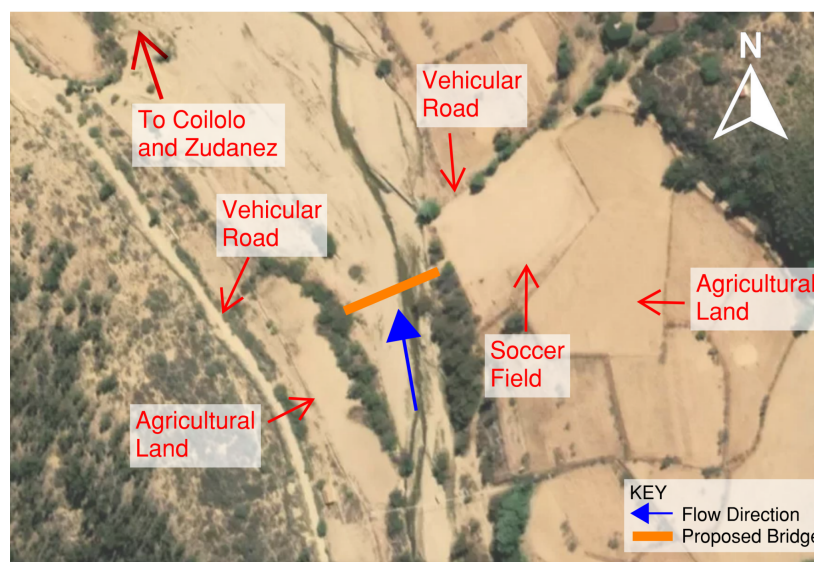 N
Vehicular
Road
To Coilolo
and Zudanez
Vehicular
Road
Agricultural
Land
Soccer
Field
Agricultural
Land
KEY
Flow Direction
Proposed Bridge